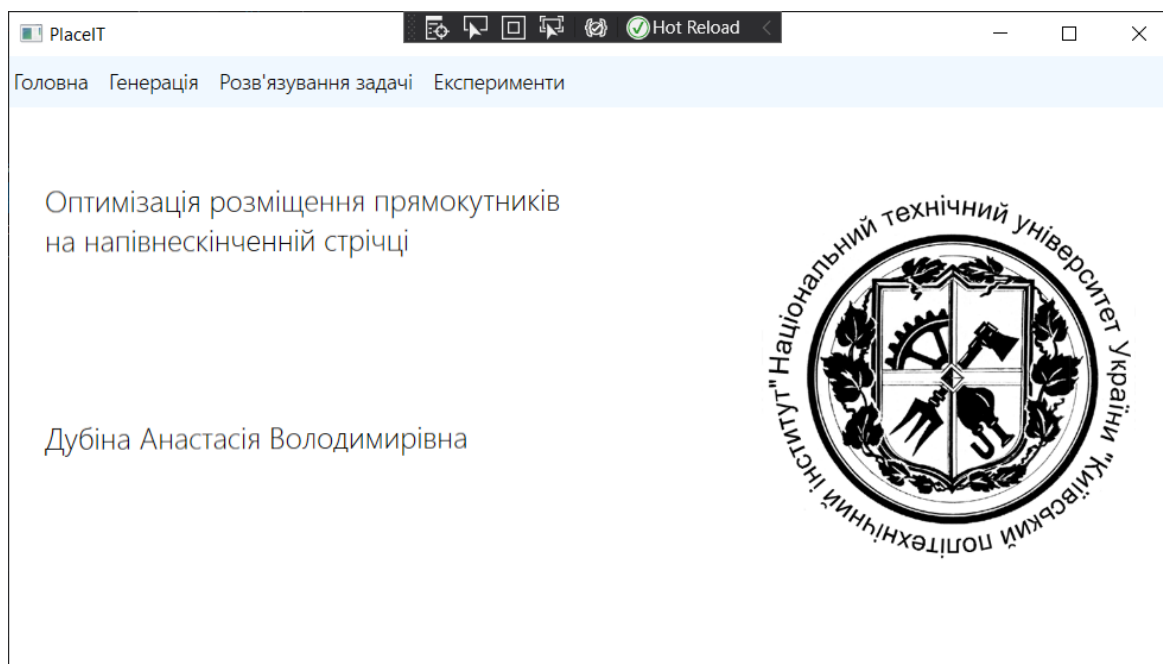 PlaceIT
Hot Reload
Головна Генерація Розв'язування задачі Експерименти
Оптимізація розміщення прямокутників
на напівнескінченній стрічці
Дубіна Анастасія Володимирівна
Національний технічний університет України "Київський політехнічний інститут"